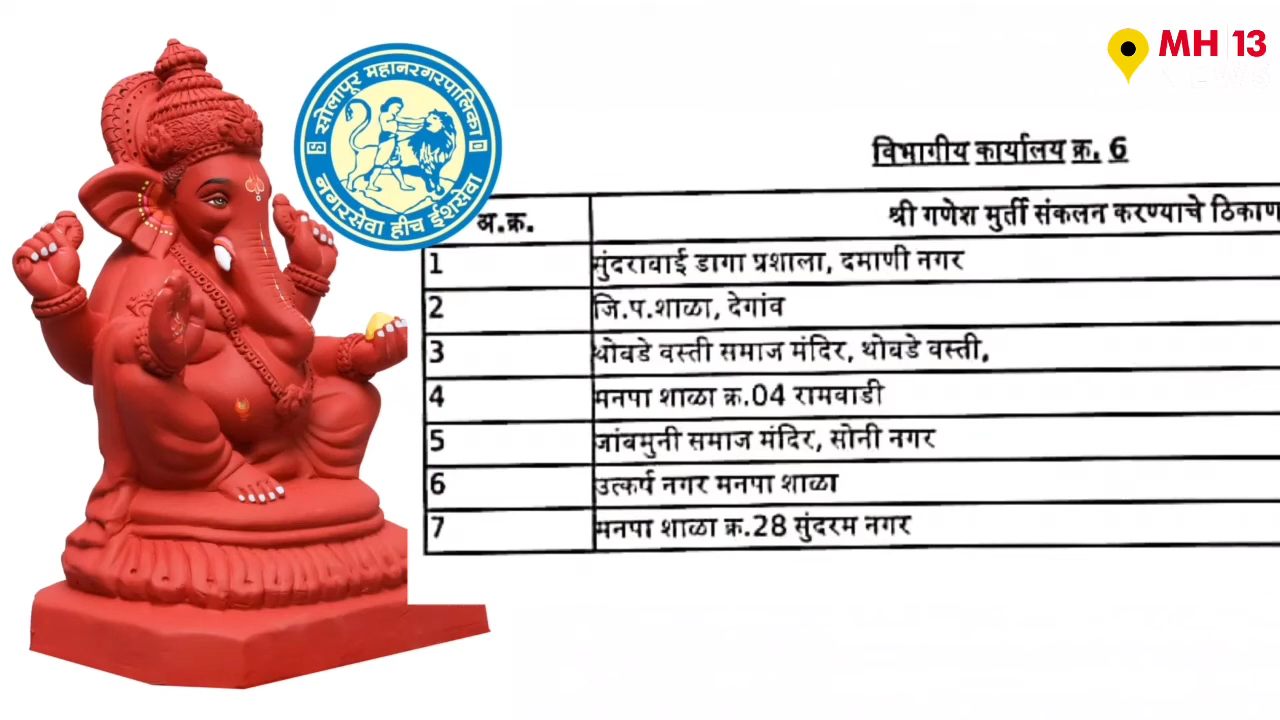 MH 13
NEWS
सोलापूर महानरगरपालिका
नगरसेवा हीच ईशसेवा
विभागीय कार्यालय क्र. 6
अ.क्र. श्री गणेश मुर्ती संकलन करण्याचे ठिकाण
1 सुंदराबाई डागा प्रशाला, दमाणी नगर
2 जि.प.शाळा, देगांव
3 थोबडे वस्ती समाज मंदिर, थोबडे वस्ती,
4 मनपा शाळा क्र.04 रामवाडी
5 जांबमुनी समाज मंदिर, सोनी नगर
6 उत्कर्ष नगर मनपा शाळा
7 मनपा शाळा क्र.28 सुंदरम नगर